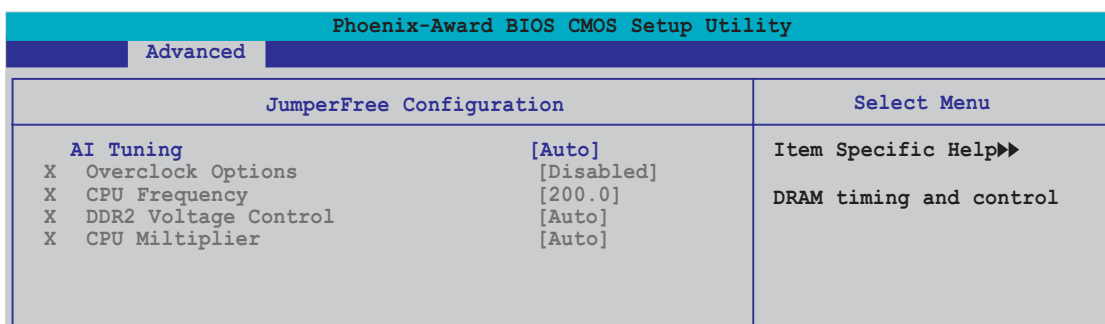 Phoenix-Award BIOS CMOS Setup Utility
Advanced
JumperFree Configuration
Select Menu
AI Tuning [Auto]
X Overclock Options [Disabled]
X CPU Frequency [200.0]
X DDR2 Voltage Control [Auto]
X CPU Miltiplier [Auto]
Item Specific Help
DRAM timing and control